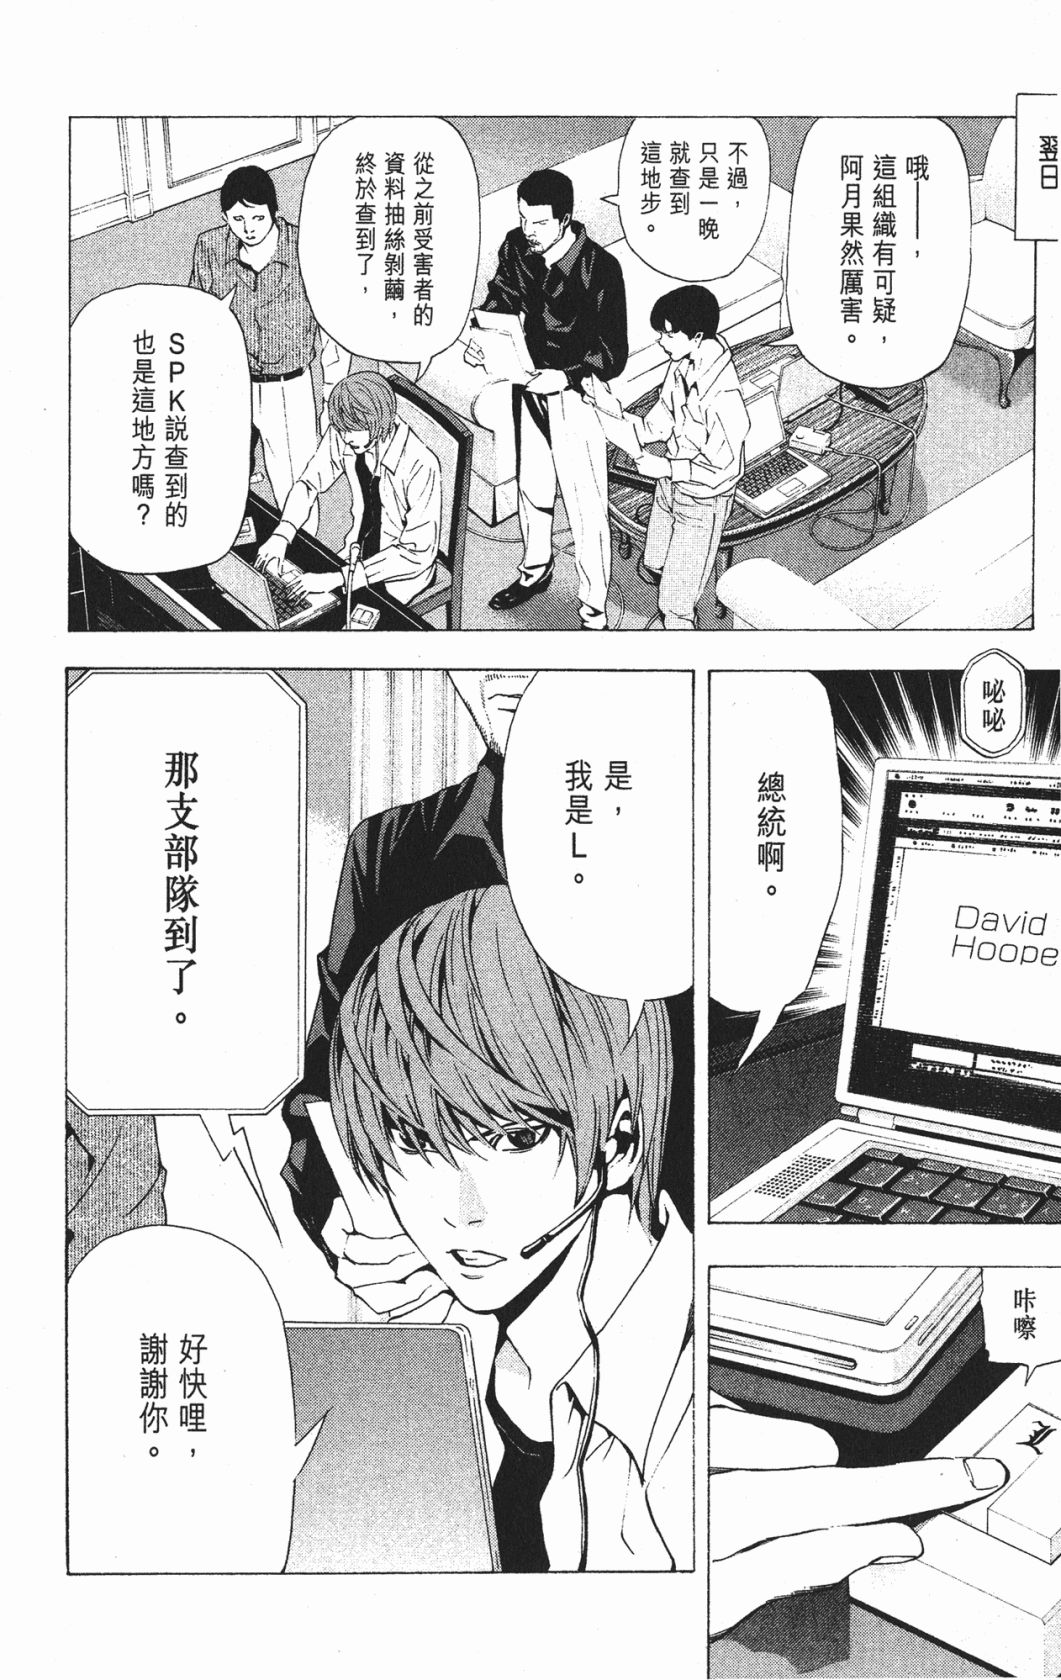 翌日
哦——，
這組織有可疑，
阿月果然厲害。
不過，
只是一晚
就查到
這地步。
從之前受害者的
資料抽絲剝繭，
終於查到了，
SPK說查到的
也是這地方嗎？
嗶嗶
David
Hoope
總統啊。
咔嚓
L
是，
我是L。
那支部隊到了。
好快哩，
謝謝你。